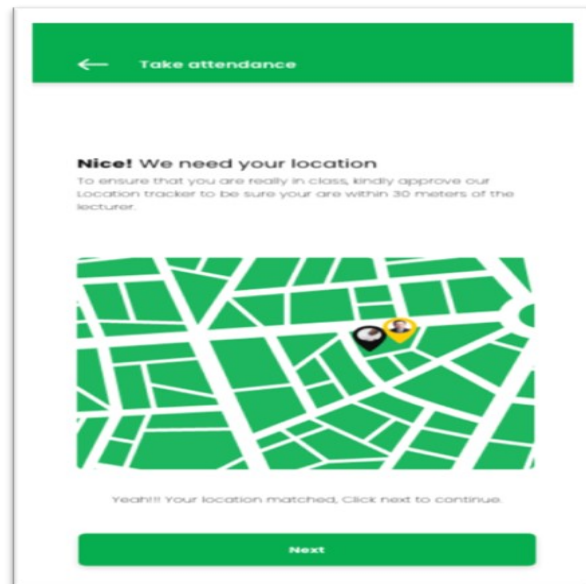 Take attendance
Nice! We need your location
To ensure that you are really in class, kindly approve our
Location tracker to be sure your are within 30 meters of the
lecturer.
Yeah!!! Your location matched, Click next to continue.
Next